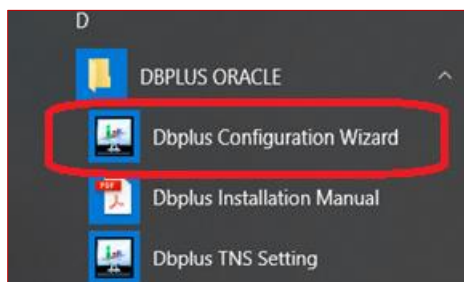 D
DBPLUS ORACLE
Dbplus Configuration Wizard
PDF
Dbplus Installation Manual
Dbplus TNS Setting